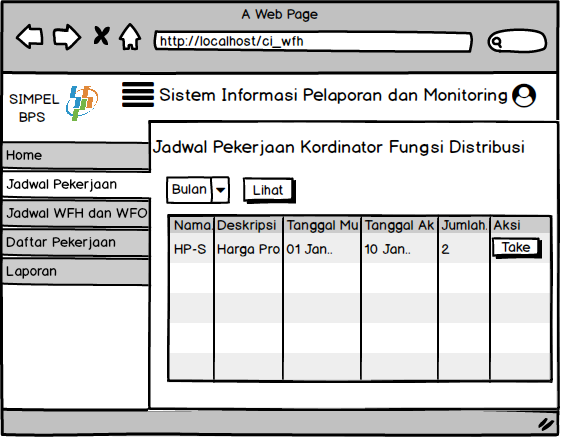 A Web Page
http://localhost/ci_wfh
SIMPEL
BPS
Sistem Informasi Pelaporan dan Monitoring
Home
Jadwal Pekerjaan
Jadwal WFH dan WFO
Daftar Pekerjaan
Laporan
Jadwal Pekerjaan Kordinator Fungsi Distribusi
Bulan Lihat
Nama. Deskripsi Tanggal Mu Tanggal Ak Jumlah. Aksi
HP-S Harga Pro 01 Jan.. 10 Jan.. 2 Take